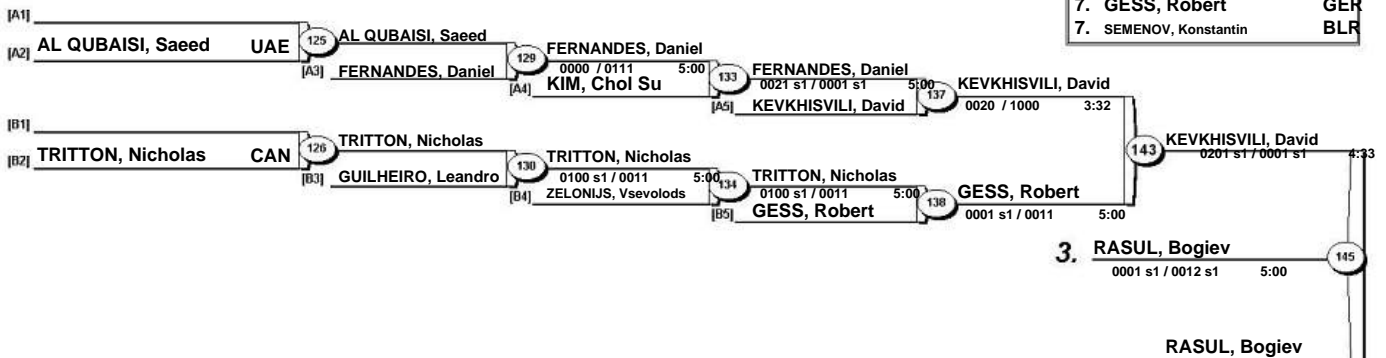 7. GESS, Robert GER
7. SEMENOV, Konstantin BLR
[A1]
[A2] AL QUBAISI, Saeed UAE
125
AL QUBAISI, Saeed
[A3] FERNANDES, Daniel
129
FERNANDES, Daniel
0000 / 0111 5:00
[A4] KIM, Chol Su
133
FERNANDES, Daniel
0021 s1 / 0001 s1 5:00
[A5] KEVKHISVILI, David
137
KEVKHISVILI, David
0020 / 1000 3:32
[B1]
[B2] TRITTON, Nicholas CAN
126
TRITTON, Nicholas
[B3] GUILHEIRO, Leandro
130
TRITTON, Nicholas
0100 s1 / 0011 5:00
[B4] ZELONIJS, Vsevolods
134
TRITTON, Nicholas
0100 s1 / 0011 5:00
[B5] GESS, Robert
138
GESS, Robert
0001 s1 / 0011 5:00
143
KEVKHISVILI, David
0201 s1 / 0001 s1 4:33
3. RASUL, Bogiev
0001 s1 / 0012 s1 5:00
145
RASUL, Bogiev